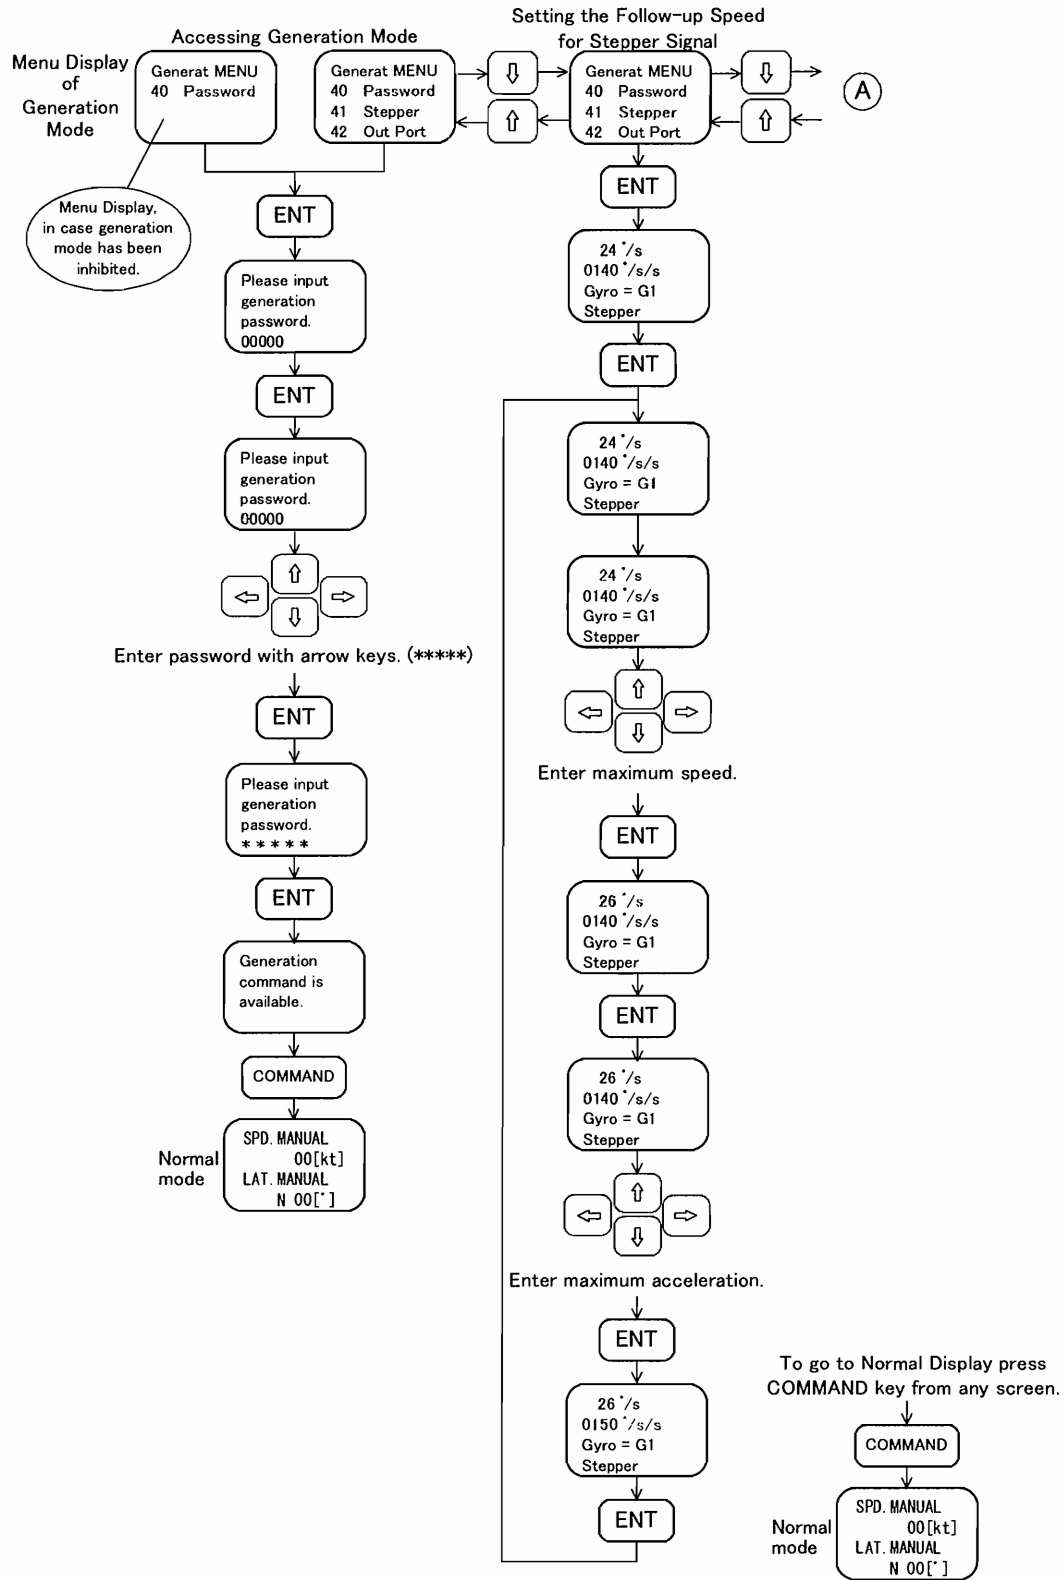 Setting the Follow-up Speed
for Stepper Signal
Accessing Generation Mode
Menu Display
of
Generation
Mode
Generat MENU
40 Password
Generat MENU
40 Password
41 Stepper
42 Out Port
Generat MENU
40 Password
41 Stepper
42 Out Port
A
Menu Display,
in case generation
mode has been
inhibited.
ENT
Please input
generation
password.
00000
ENT
Please input
generation
password.
00000
Enter password with arrow keys. (*****)
ENT
Please input
generation
password.
* * * * *
ENT
Generation
command is
available.
COMMAND
Normal
mode
SPD. MANUAL
00[kt]
LAT. MANUAL
N 00[°]
ENT
24 °/s
0140 °/s/s
Gyro = G1
Stepper
ENT
24 °/s
0140 °/s/s
Gyro = G1
Stepper
24 °/s
0140 °/s/s
Gyro = G1
Stepper
Enter maximum speed.
ENT
26 °/s
0140 °/s/s
Gyro = G1
Stepper
ENT
26 °/s
0140 °/s/s
Gyro = G1
Stepper
Enter maximum acceleration.
ENT
26 °/s
0150 °/s/s
Gyro = G1
Stepper
ENT
To go to Normal Display press
COMMAND key from any screen.
COMMAND
Normal
mode
SPD. MANUAL
00[kt]
LAT. MANUAL
N 00[°]